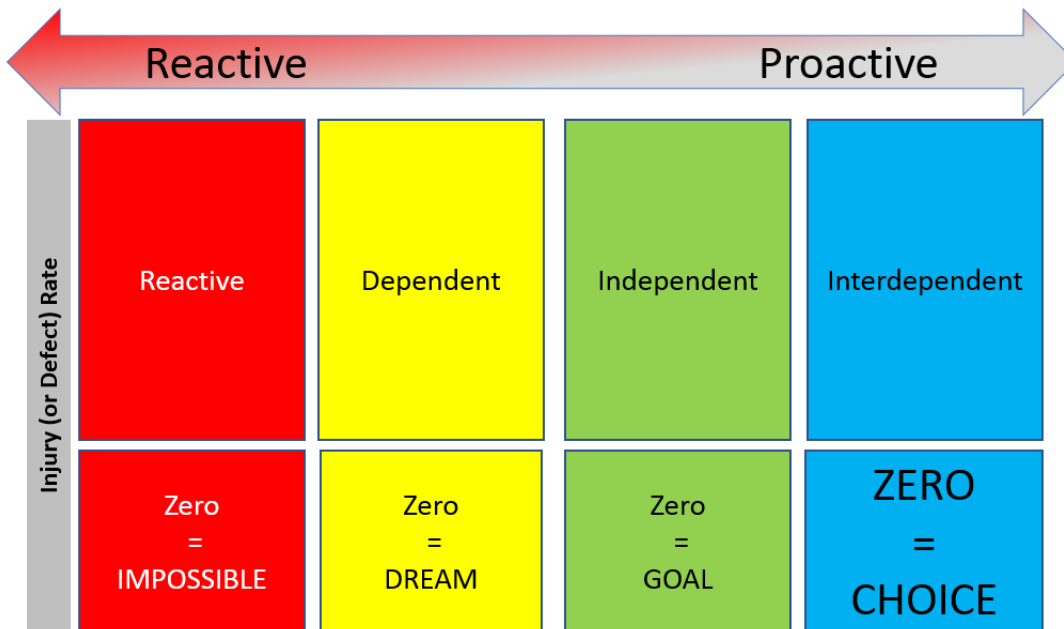 Reactive
Proactive
Injury (or Defect) Rate
Reactive
Dependent
Independent
Interdependent
Zero
=
IMPOSSIBLE
Zero
=
DREAM
Zero
=
GOAL
ZERO
=
CHOICE